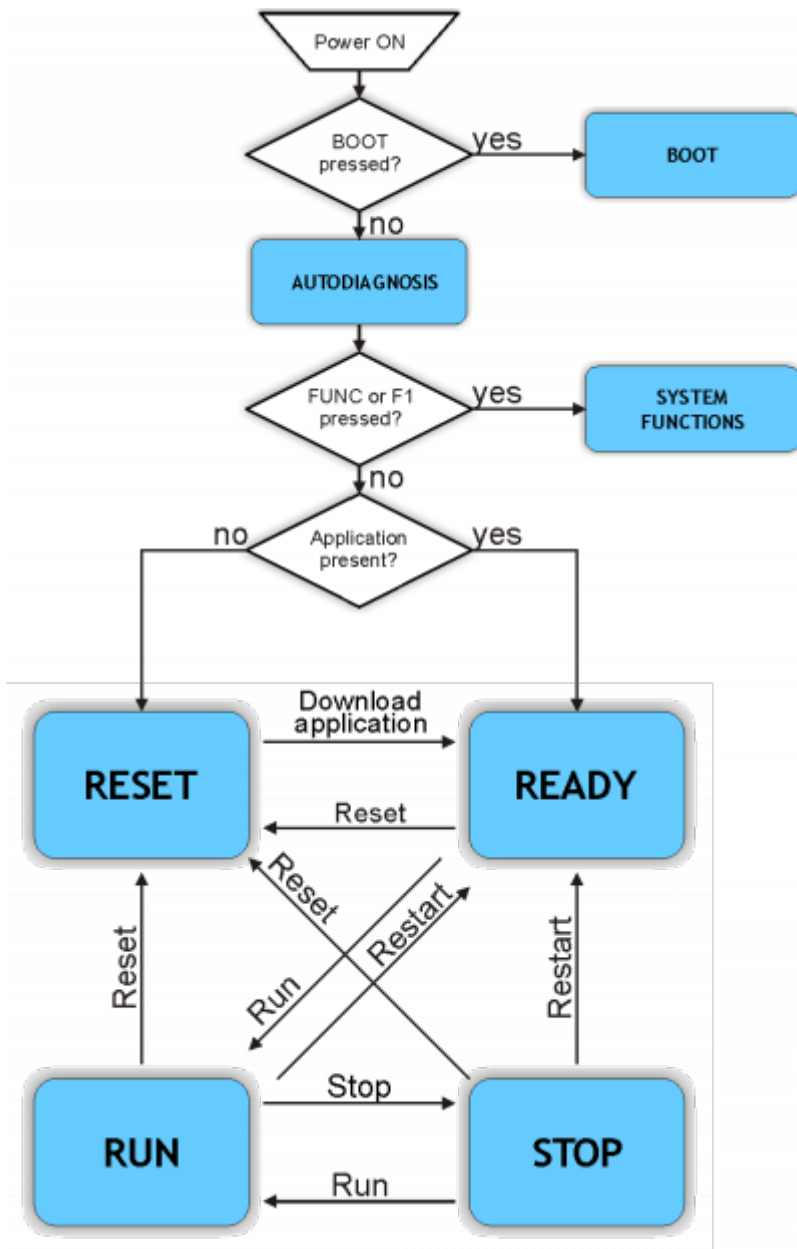 Power ON
BOOT
pressed?
yes
BOOT
no
AUTODIAGNOSIS
FUNC or F1
pressed?
yes
SYSTEM
FUNCTIONS
no
no
Application
present?
yes
Download
application
RESET
READY
Reset
Reset
Restart
Reset
Run
Restart
Stop
RUN
STOP
Run